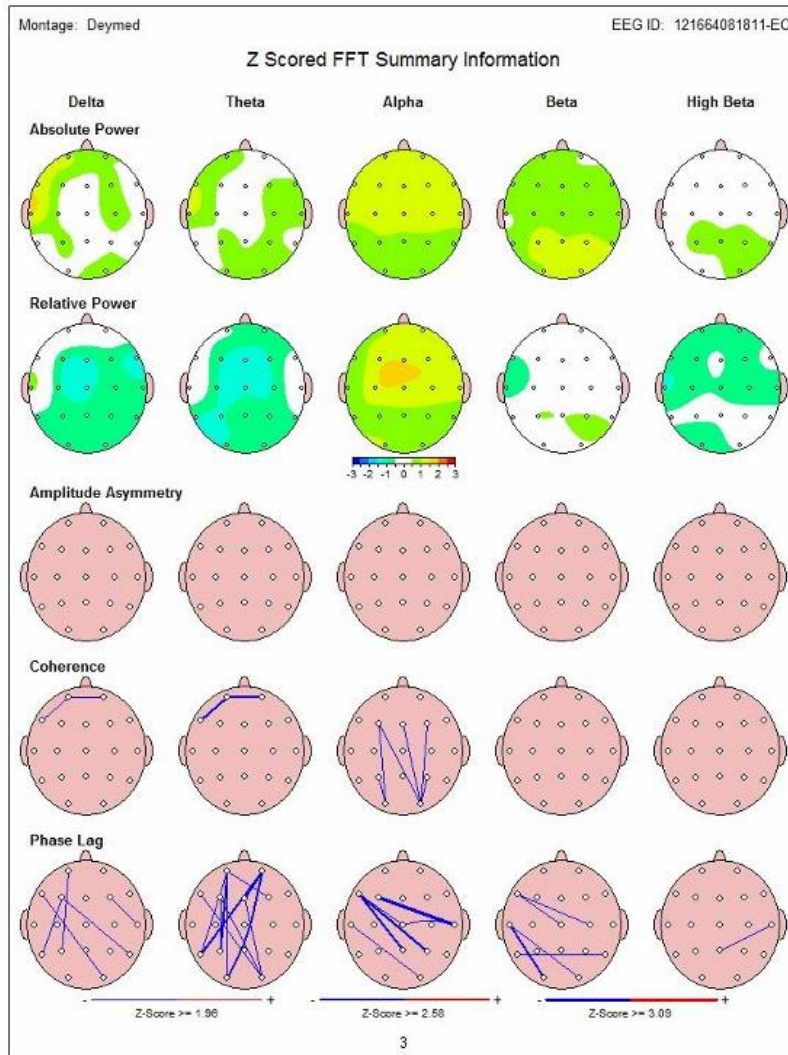 Montage: Deymed EEG ID: 121664081811-EC
Z Scored FFT Summary Information
Delta Theta Alpha Beta High Beta
Absolute Power
Relative Power
-3 -2 -1 0 1 2 3
Amplitude Asymmetry
Coherence
Phase Lag
- + - + - +
Z-Score >= 1.96 Z-Score >= 2.58 Z-Score >= 3.09
3